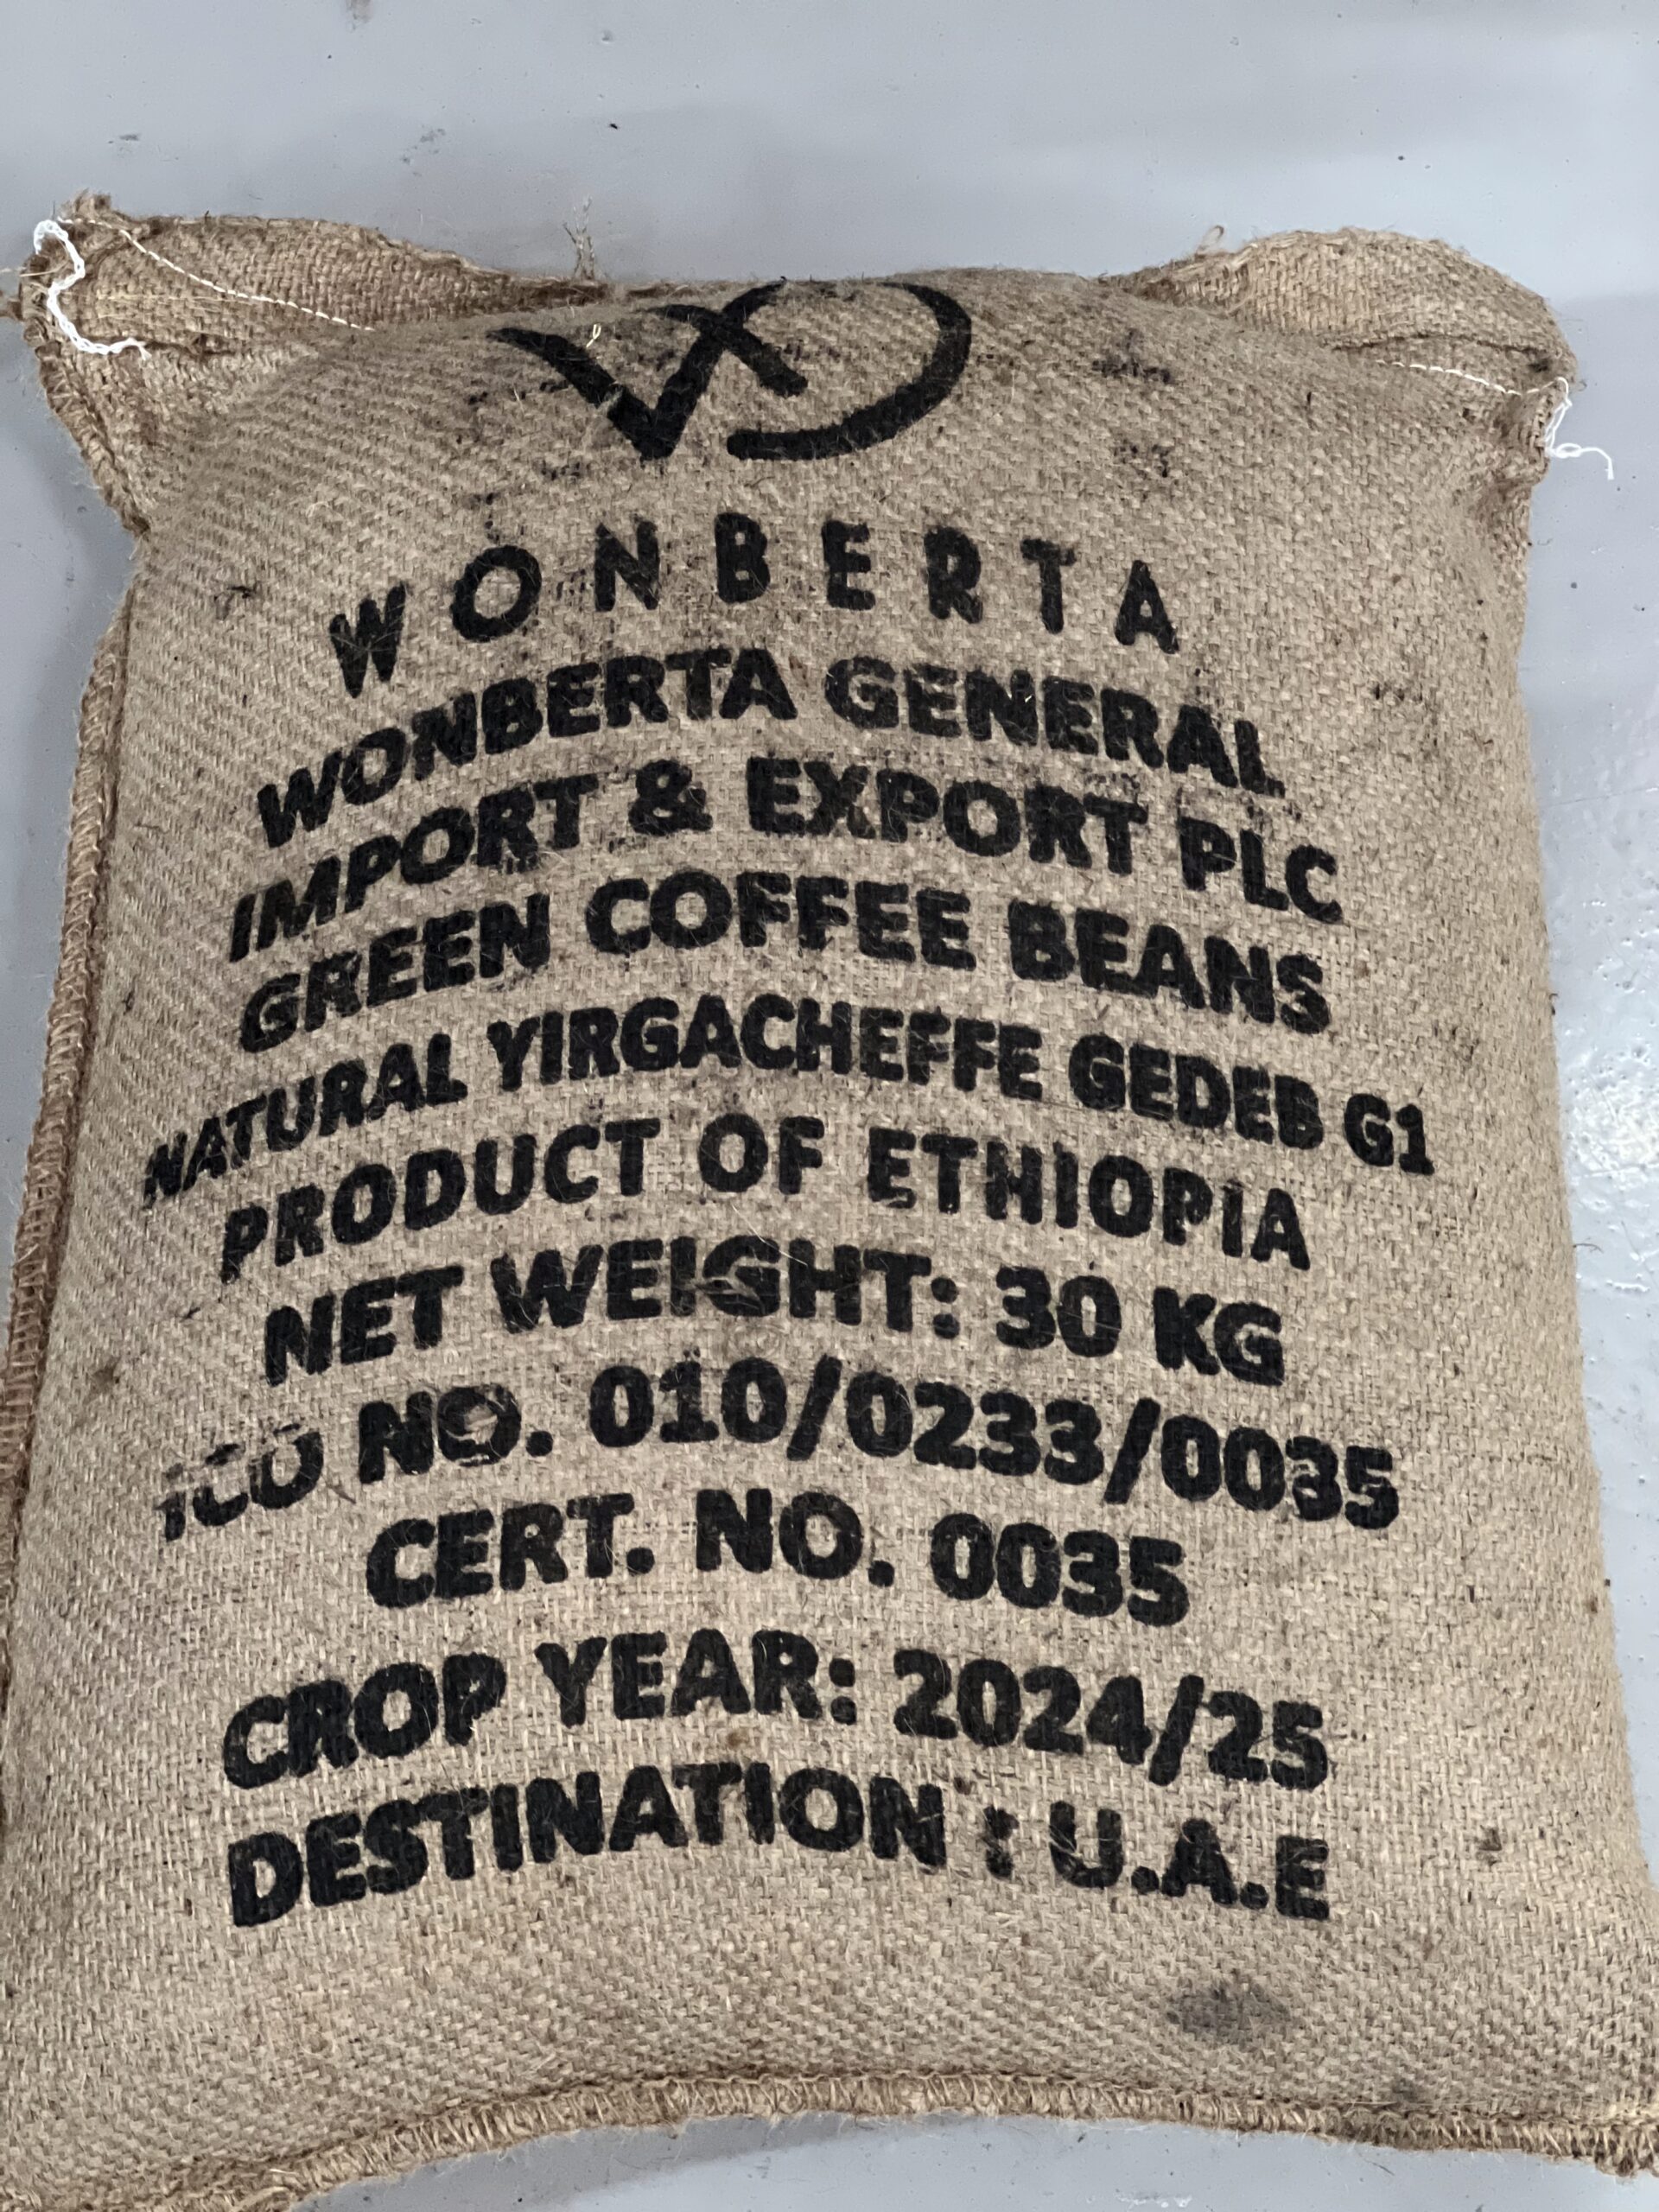 WONBERTA
WONBERTA GENERAL
IMPORT & EXPORT PLC
GREEN COFFEE BEANS
NATURAL YIRGACHEFFE GEDEB G1
PRODUCT OF ETHIOPIA
NET WEIGHT: 30 KG
ICO NO. 010/0233/0035
CERT. NO. 0035
CROP YEAR: 2024/25
DESTINATION : U.A.E